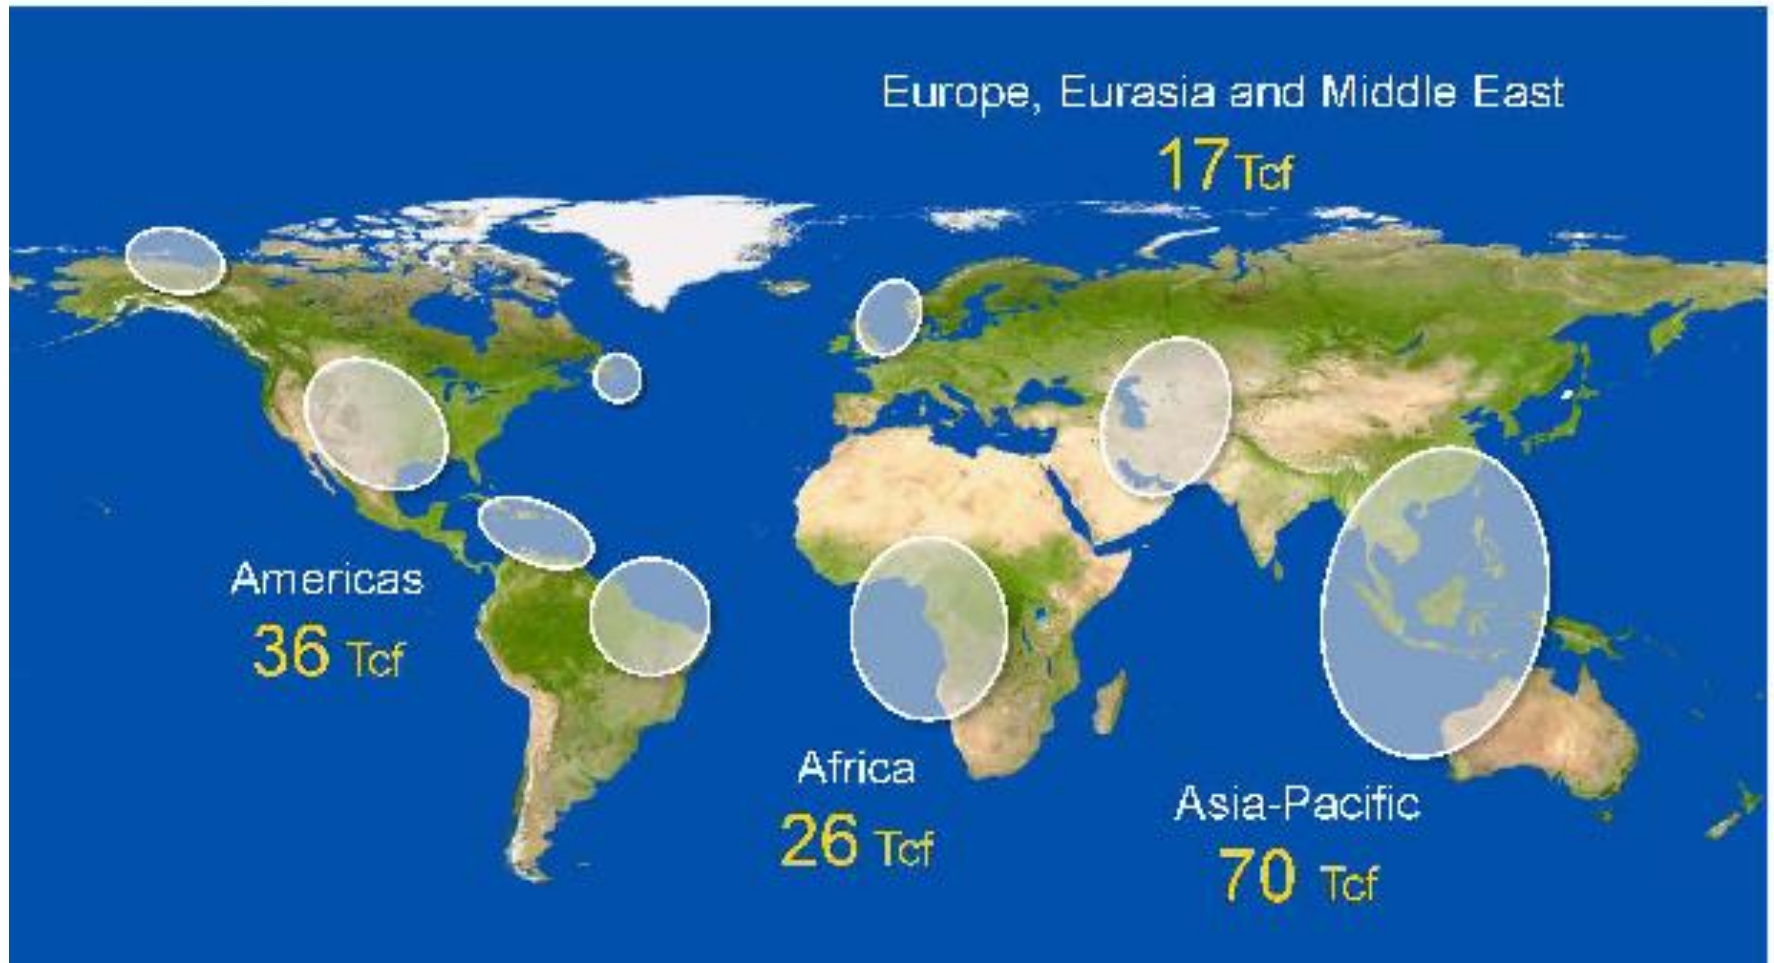 Europe, Eurasia and Middle East
17 Tcf
Americas
36 Tcf
Africa
26 Tcf
Asia-Pacific
70 Tcf